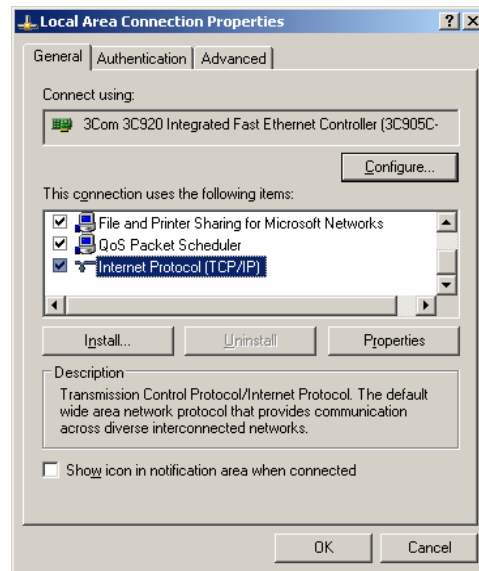 Local Area Connection Properties
General Authentication Advanced
Connect using:
3Com 3C920 Integrated Fast Ethernet Controller (3C905C-
Configure...
This connection uses the following items:
File and Printer Sharing for Microsoft Networks
QoS Packet Scheduler
Internet Protocol (TCP/IP)
Install... Uninstall Properties
Description
Transmission Control Protocol/Internet Protocol. The default
wide area network protocol that provides communication
across diverse interconnected networks.
Show icon in notification area when connected
OK Cancel